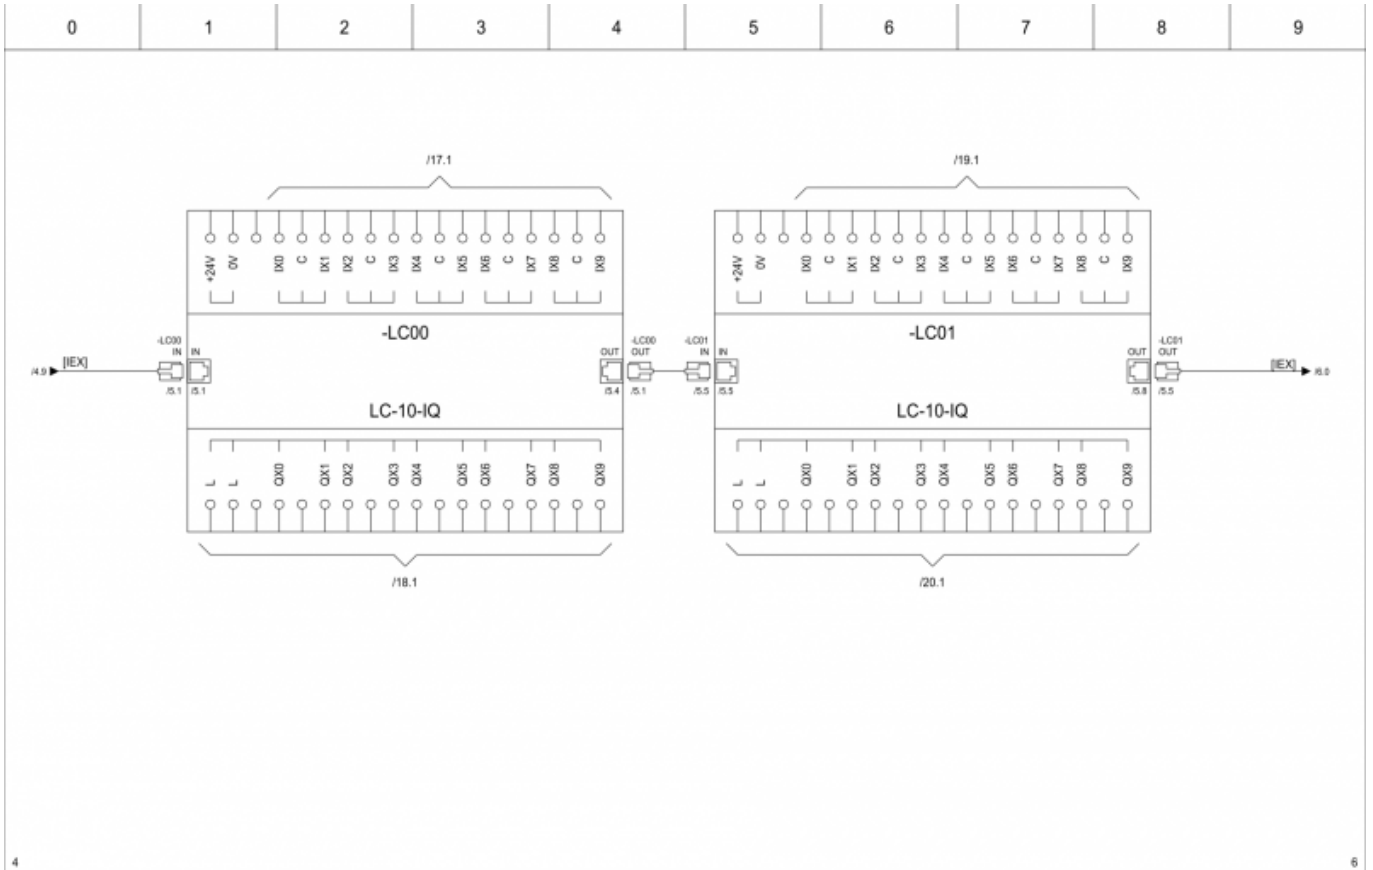 0 1 2 3 4 5 6 7 8 9
/17.1 /19.1
+24V 0V IX0 C IX1 IX2 C IX3 IX4 C IX5 IX6 C IX7 IX8 C IX9
+24V 0V IX0 C IX1 IX2 C IX3 IX4 C IX5 IX6 C IX7 IX8 C IX9
-LC00 -LC01
-LC00 -LC00 -LC01 -LC01
IN IN OUT OUT IN IN OUT OUT
/4.9 [IEX] [IEX] /6.0
/5.1 /5.1 /5.4 /5.1 /5.5 /5.5 /5.8 /5.5
LC-10-IQ LC-10-IQ
L L QX0 QX1 QX2 QX3 QX4 QX5 QX6 QX7 QX8 QX9
L L QX0 QX1 QX2 QX3 QX4 QX5 QX6 QX7 QX8 QX9
/18.1 /20.1
4 6